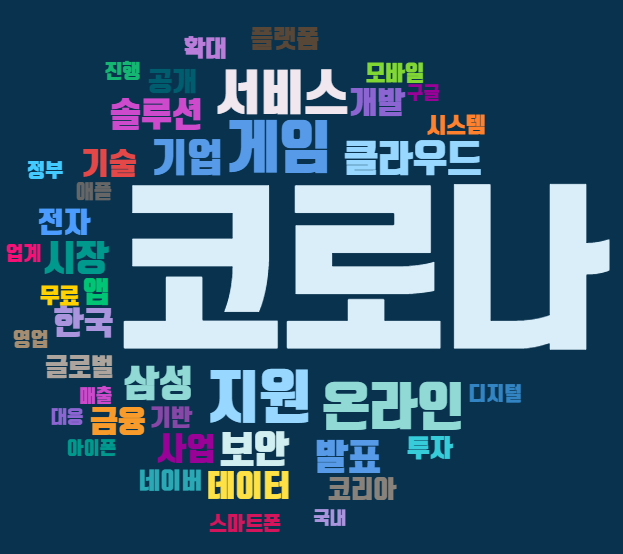 플랫폼
확대
진행 공개 서비스 모바일
솔루션 개발 구글
시스템
정부 기술 기업 게임 클라우드
애플
전자 코로나
업계 시장
무료 앱
한국
영업
글로벌 삼성 지원 온라인 디지털
매출
대응 금융 기반
아이폰 사업 보안 발표 투자
네이버 데이터 코리아
스마트폰 국내